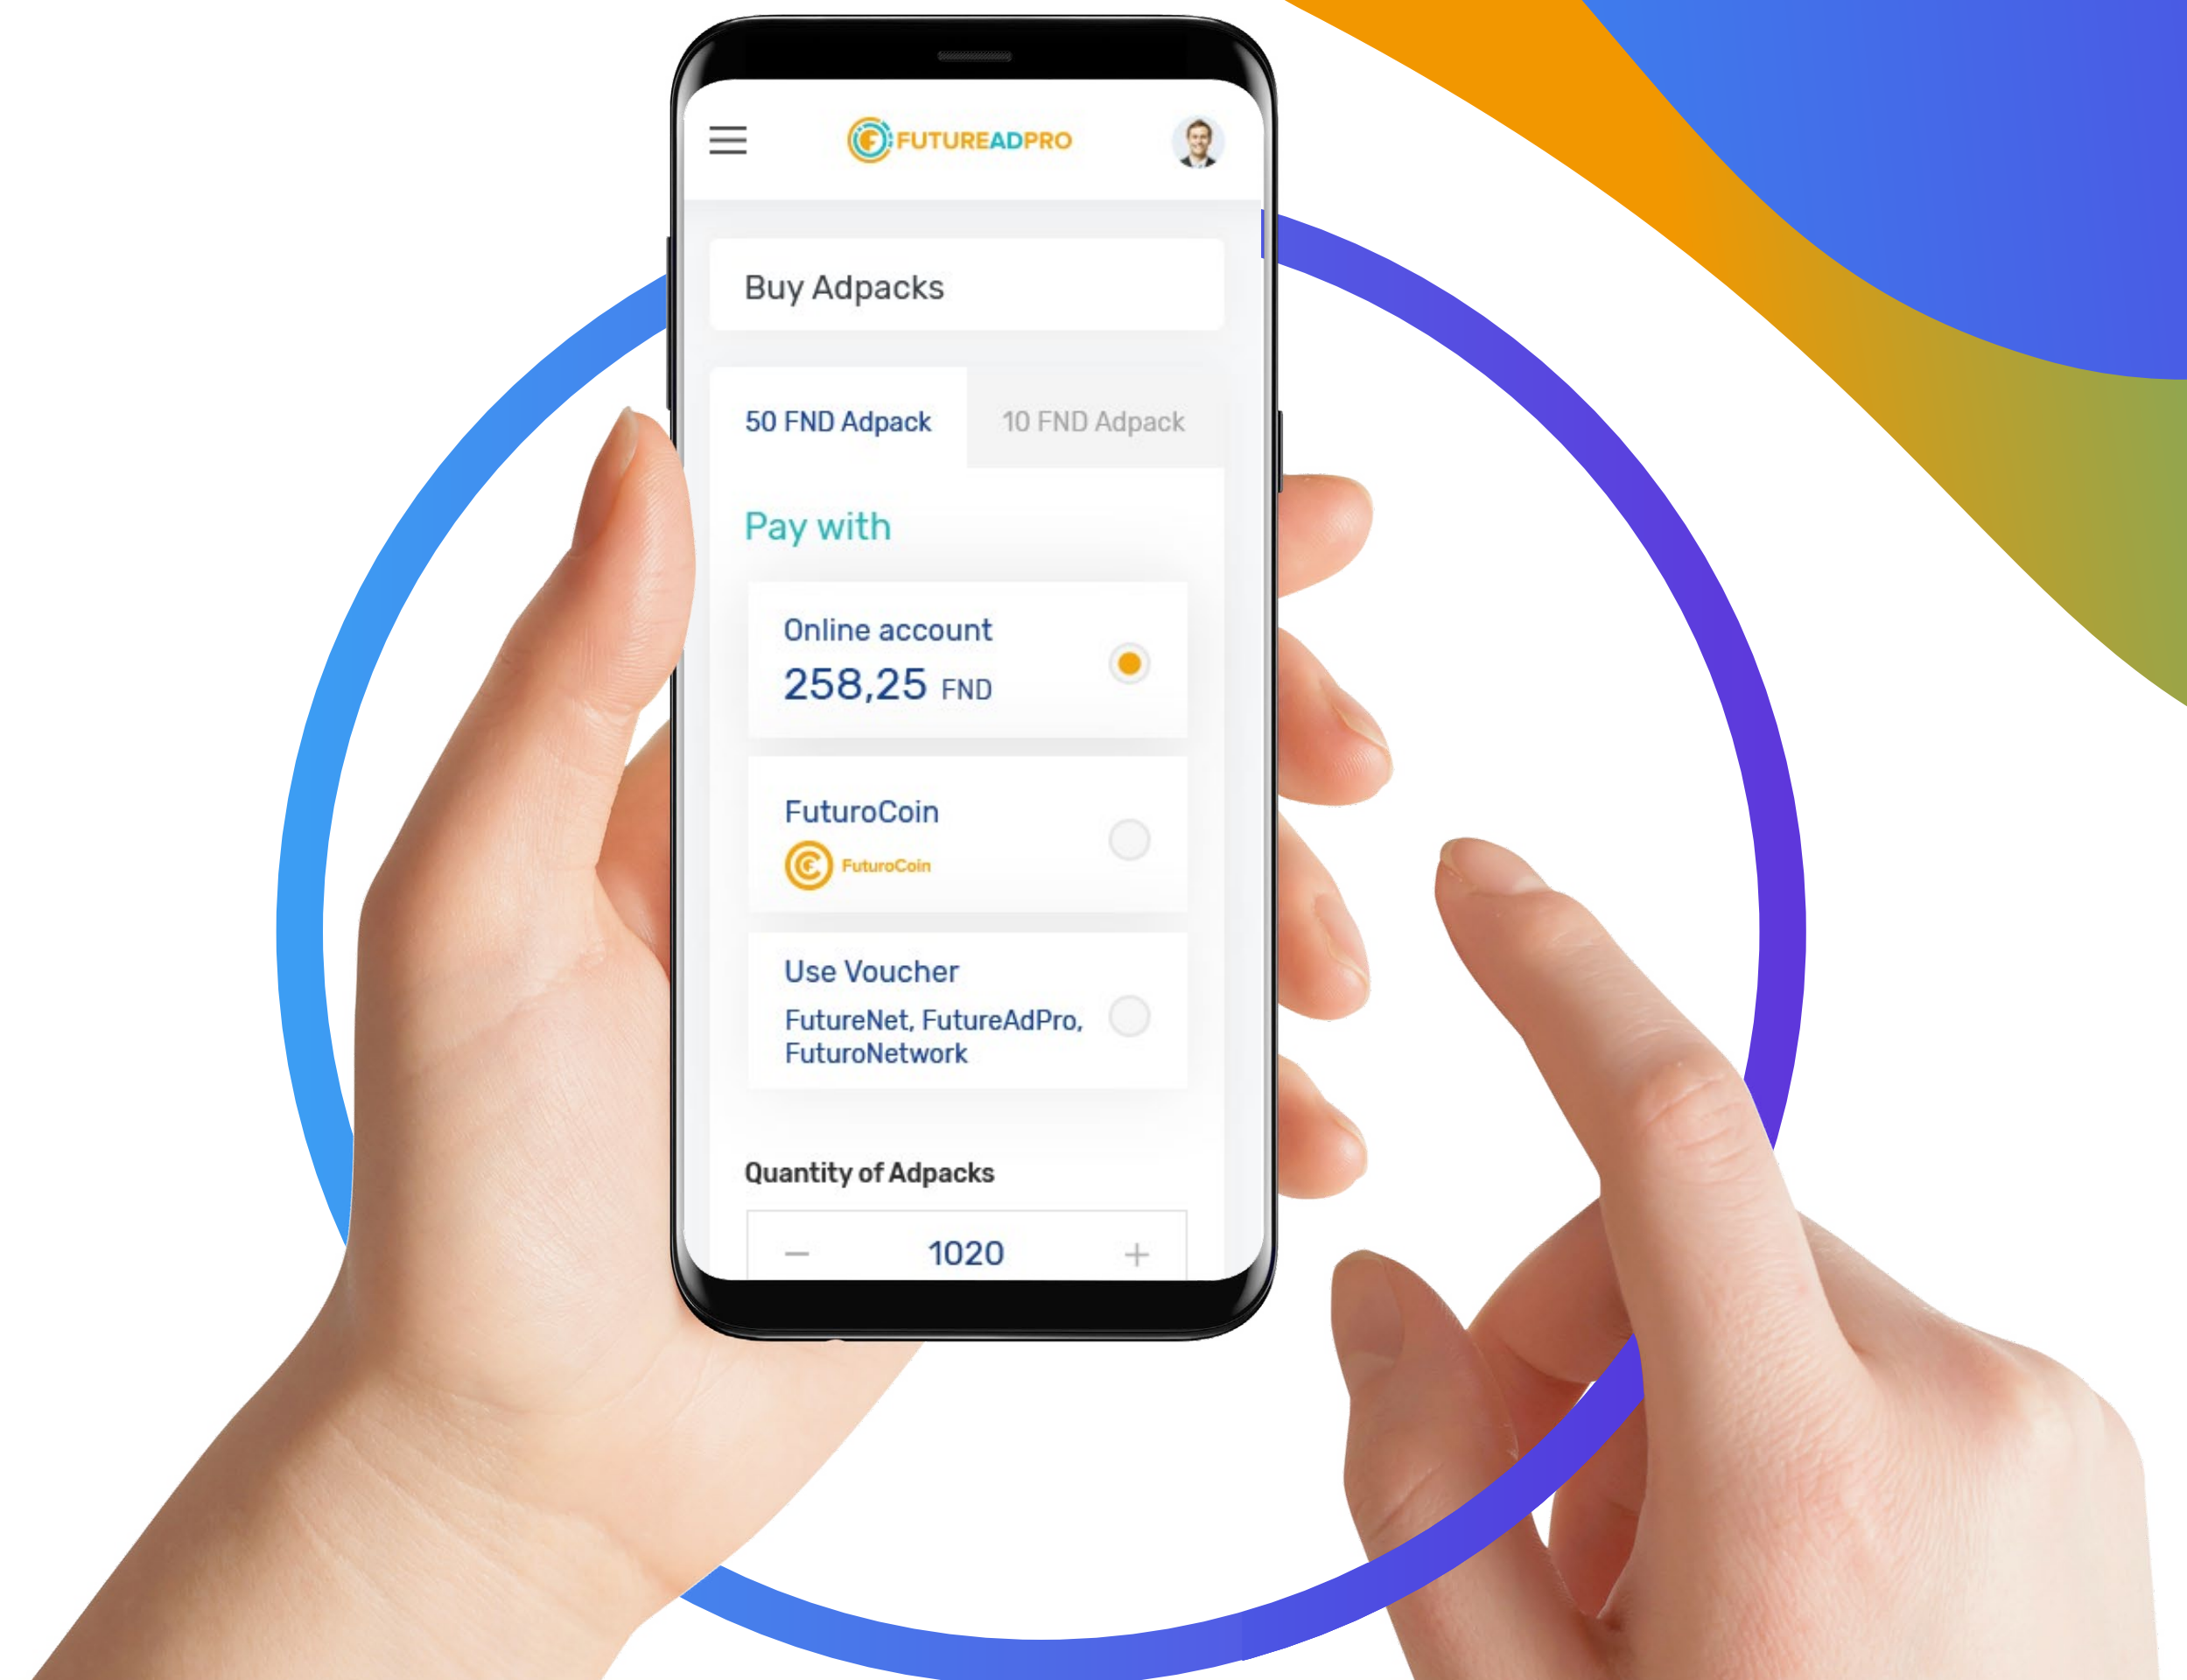 FUTUREADPRO
Buy Adpacks
50 FND Adpack
10 FND Adpack
Pay with
Online account
258,25 FND
FuturoCoin
FuturoCoin
Use Voucher
FutureNet, FutureAdPro,
FuturoNetwork
Quantity of Adpacks
− 1020 +